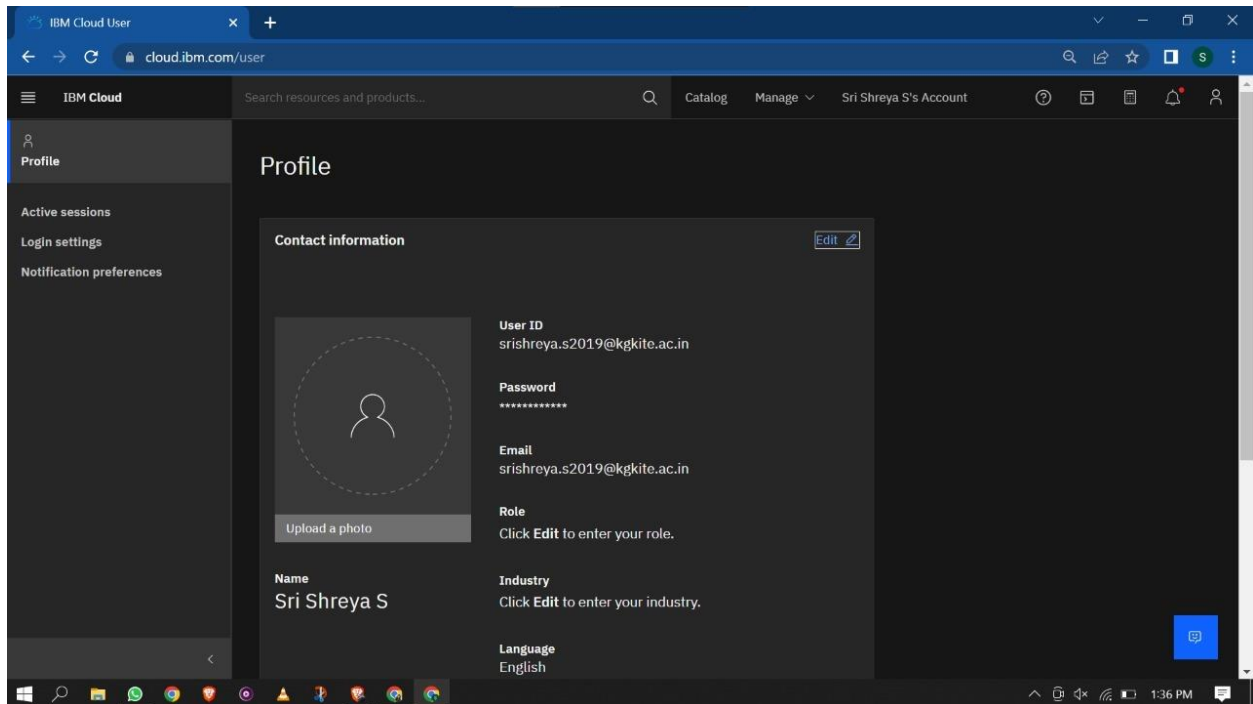 IBM Cloud User
cloud.ibm.com/user
S
IBM Cloud
Search resources and products...
Catalog
Manage
Sri Shreya S's Account
Profile
Active sessions
Login settings
Notification preferences
Profile
Contact information
Edit
Upload a photo
Name
Sri Shreya S
User ID
srishreya.s2019@kgkite.ac.in
Password
************
Email
srishreya.s2019@kgkite.ac.in
Role
Click Edit to enter your role.
Industry
Click Edit to enter your industry.
Language
English
1:36 PM